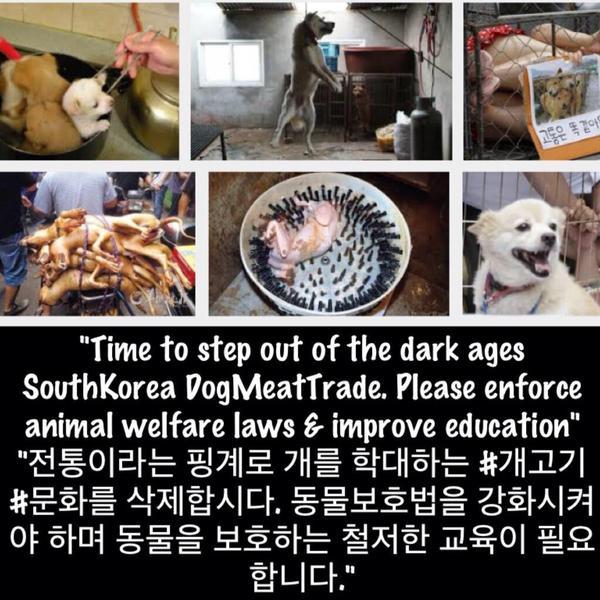 "Time to step out of the dark ages
SouthKorea DogMeatTrade. Please enforce
animal welfare laws & improve education"
"전통이라는 핑계로 개를 학대하는 #개고기
#문화를 삭제합시다. 동물보호법을 강화시켜
야 하며 동물을 보호하는 철저한 교육이 필요
합니다."